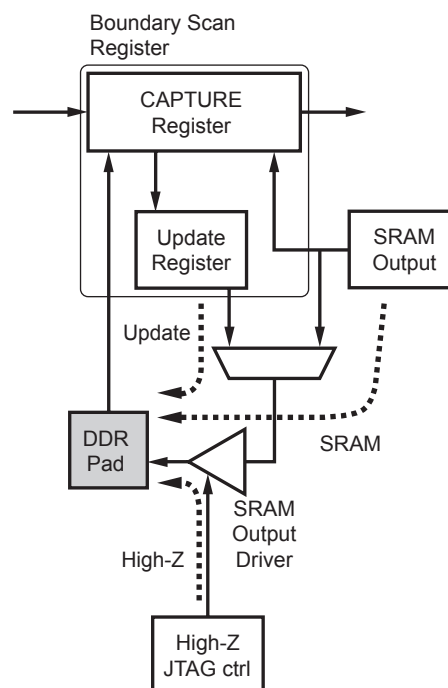 Boundary Scan
Register
CAPTURE
Register
Update
Register
SRAM
Output
Update
SRAM
DDR
Pad
SRAM
Output
Driver
High-Z
High-Z
JTAG ctrl